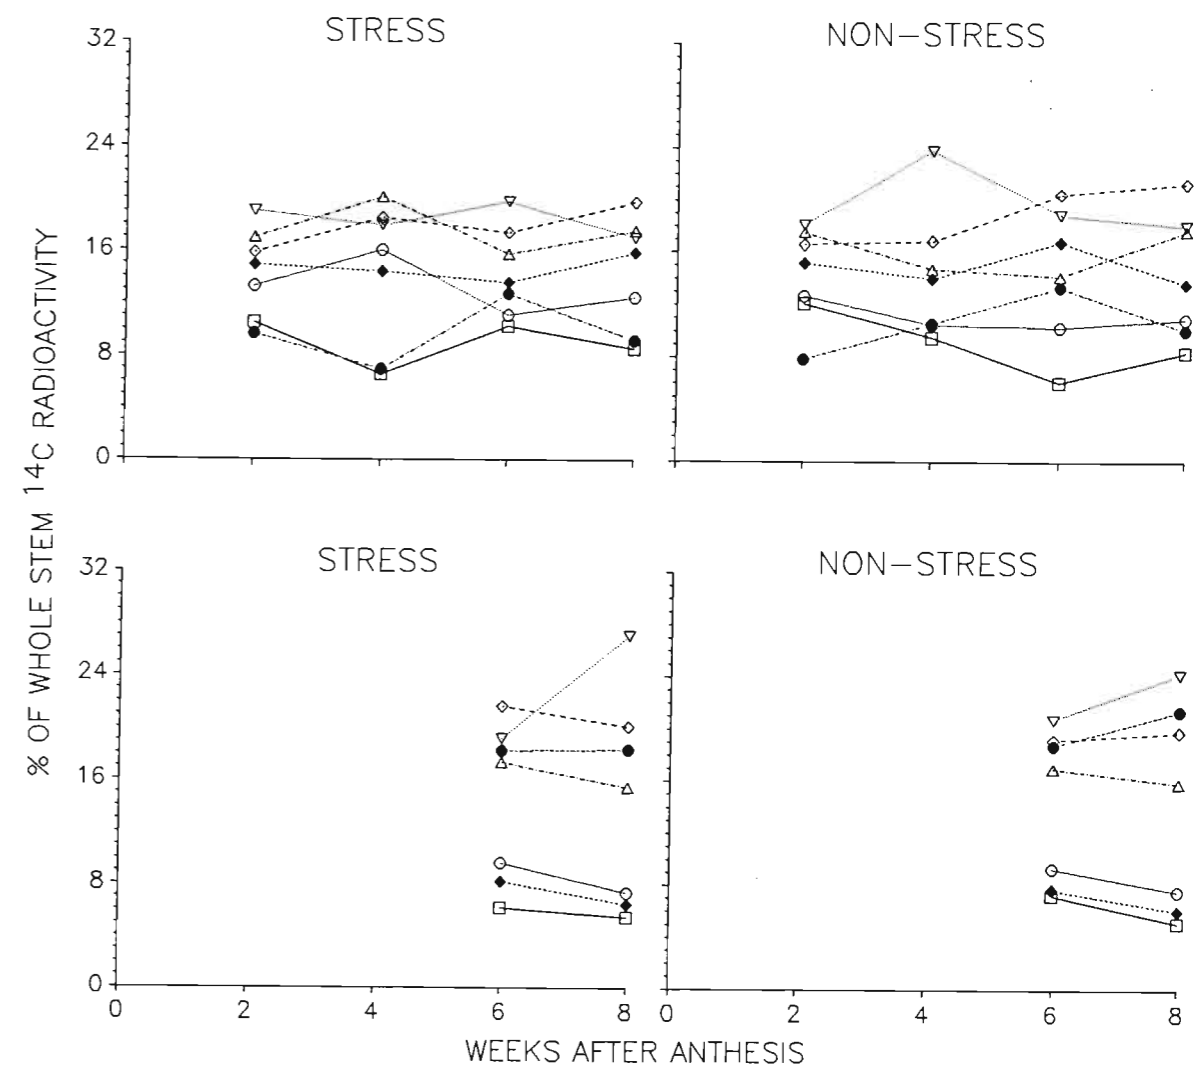 STRESS
NON-STRESS
32
24
16
8
0
% OF WHOLE STEM 14C RADIOACTIVITY
STRESS
NON-STRESS
32
24
16
8
0
0 2 4 6 8
0 2 4 6 8
WEEKS AFTER ANTHESIS